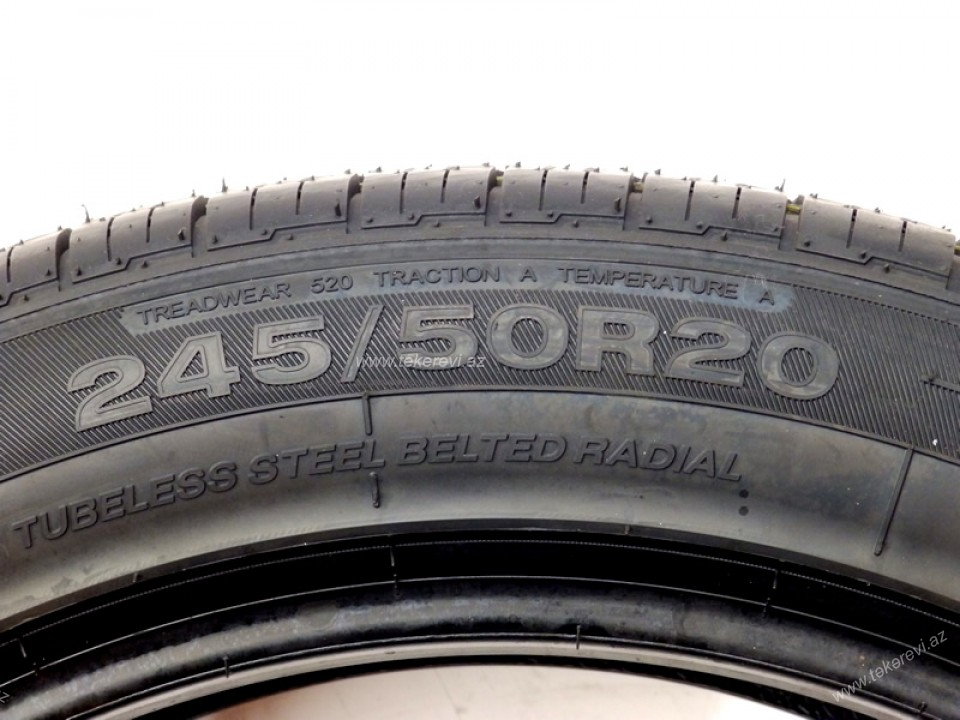 TREADWEAR 520 TRACTION A TEMPERATURE A
245/50R20
www.tekerevi.az
TUBELESS STEEL BELTED RADIAL
www.tekerevi.az